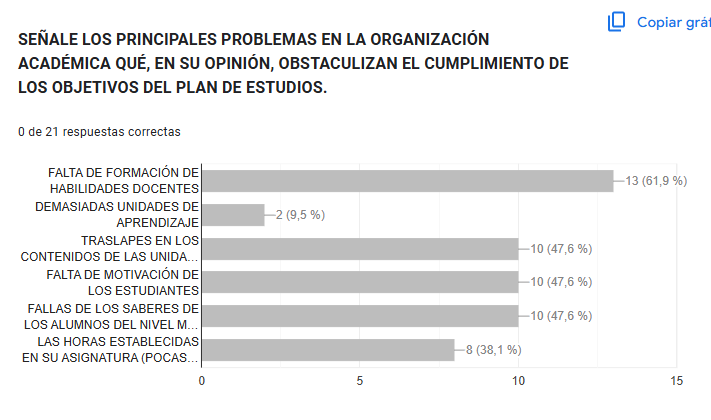 Copiar gráf
SEÑALE LOS PRINCIPALES PROBLEMAS EN LA ORGANIZACIÓN
ACADÉMICA QUÉ, EN SU OPINIÓN, OBSTACULIZAN EL CUMPLIMIENTO DE
LOS OBJETIVOS DEL PLAN DE ESTUDIOS.
0 de 21 respuestas correctas
FALTA DE FORMACIÓN DE
HABILIDADES DOCENTES
13 (61,9 %)
DEMASIADAS UNIDADES DE
APRENDIZAJE
2 (9,5 %)
TRASLAPES EN LOS
CONTENIDOS DE LAS UNIDA…
10 (47,6 %)
FALTA DE MOTIVACIÓN DE
LOS ESTUDIANTES
10 (47,6 %)
FALLAS DE LOS SABERES DE
LOS ALUMNOS DEL NIVEL M…
10 (47,6 %)
LAS HORAS ESTABLECIDAS
EN SU ASIGNATURA (POCAS…
8 (38,1 %)
0 5 10 15